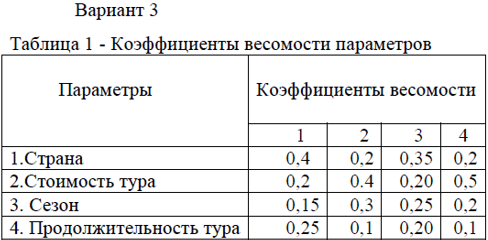 Вариант 3
Таблица 1 - Коэффициенты весомости параметров
Параметры Коэффициенты весомости
1 2 3 4
1.Страна 0,4 0,2 0,35 0,2
2.Стоимость тура 0,2 0.4 0,20 0,5
3. Сезон 0,15 0,3 0,25 0,2
4. Продолжительность тура 0,25 0,1 0,20 0,1